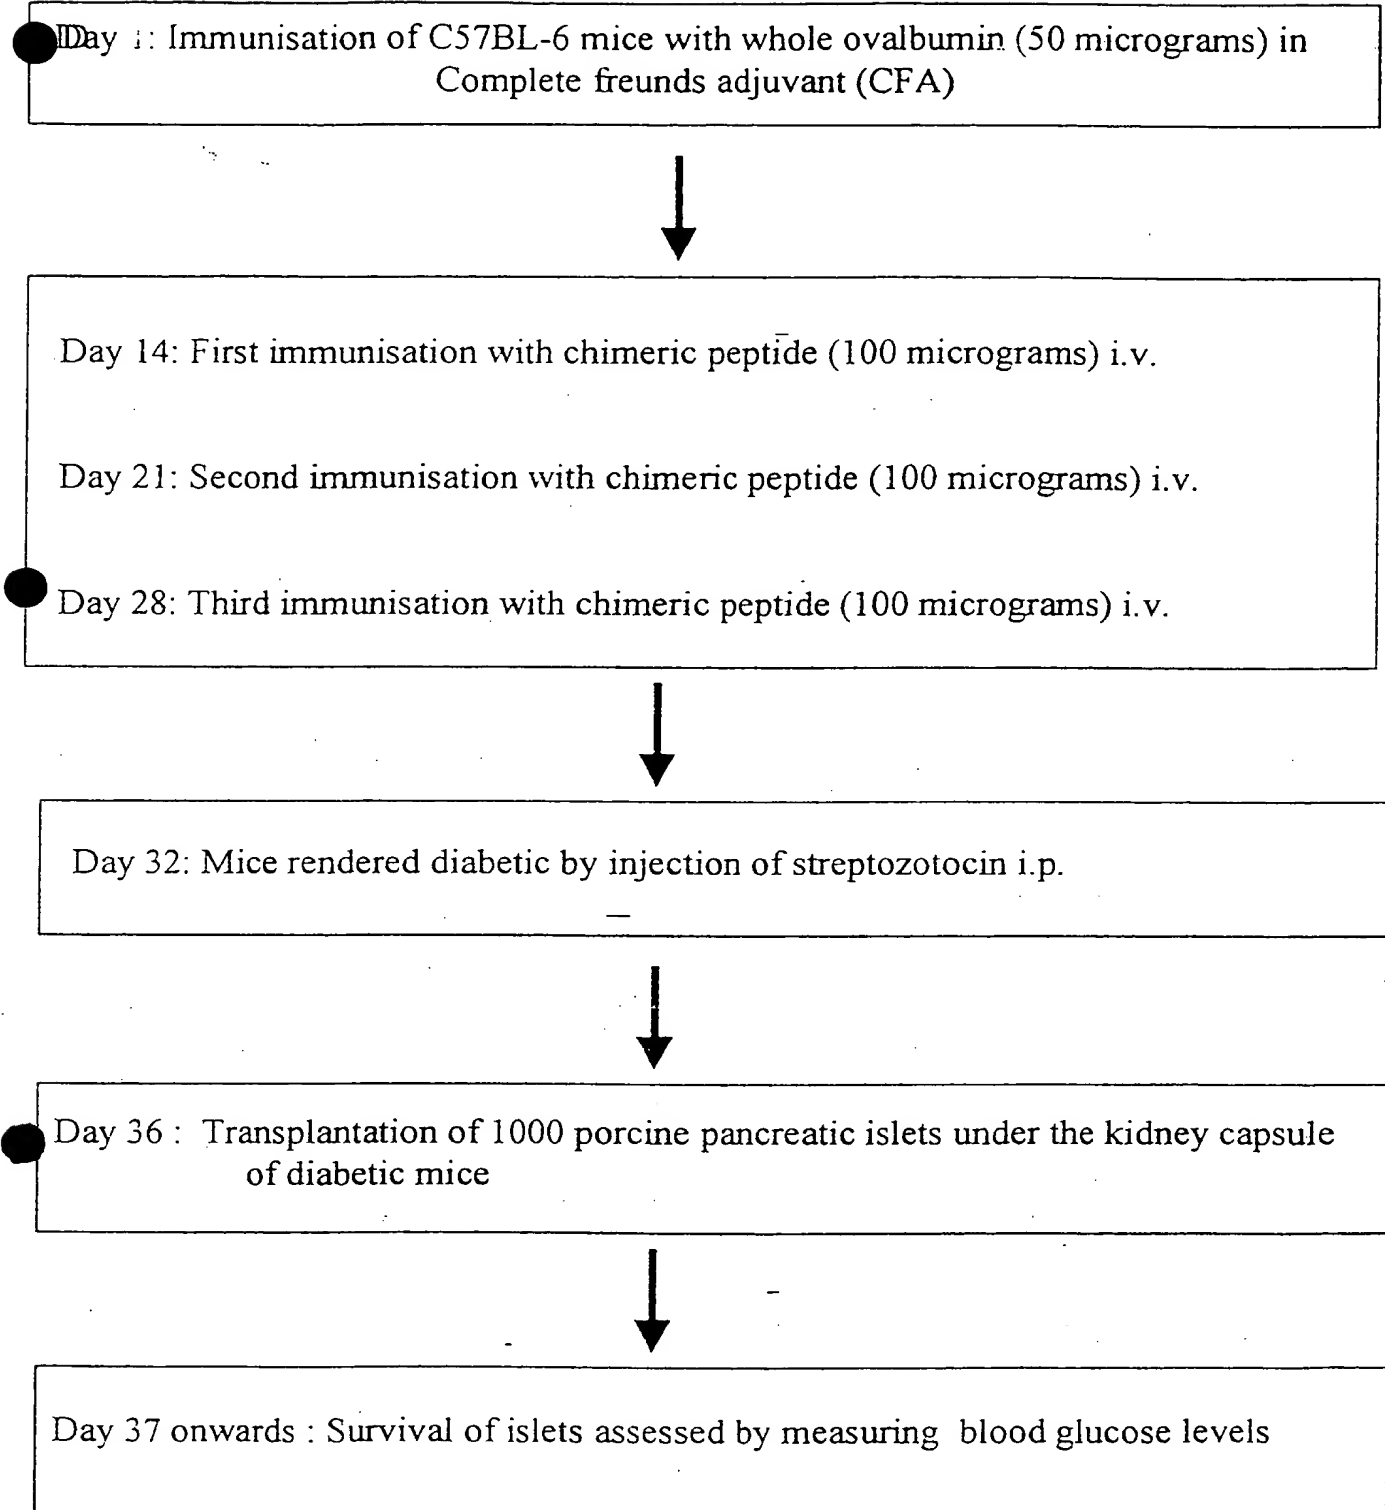 Day 1: Immunisation of C57BL-6 mice with whole ovalbumin (50 micrograms) in
Complete freunds adjuvant (CFA)
Day 14: First immunisation with chimeric peptide (100 micrograms) i.v.
Day 21: Second immunisation with chimeric peptide (100 micrograms) i.v.
Day 28: Third immunisation with chimeric peptide (100 micrograms) i.v.
Day 32: Mice rendered diabetic by injection of streptozotocin i.p.
Day 36 : Transplantation of 1000 porcine pancreatic islets under the kidney capsule
of diabetic mice
Day 37 onwards : Survival of islets assessed by measuring blood glucose levels